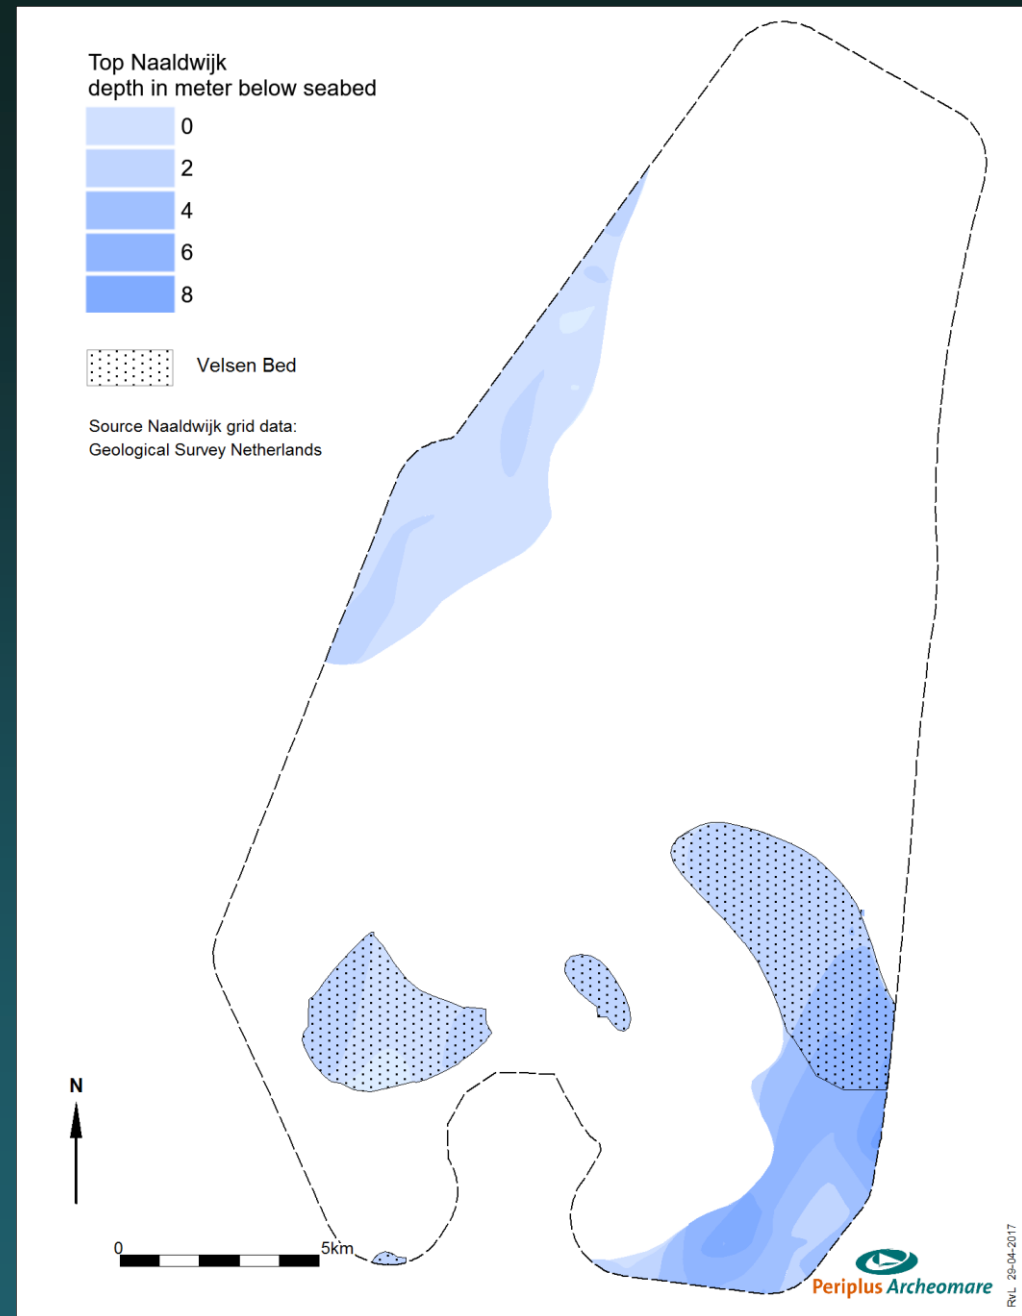 Top Naaldwijk
depth in meter below seabed
0
2
4
6
8
Velsen Bed
Source Naaldwijk grid data:
Geological Survey Netherlands
N
0
5km
Periplus Archeomare
RvL 29-04-2017